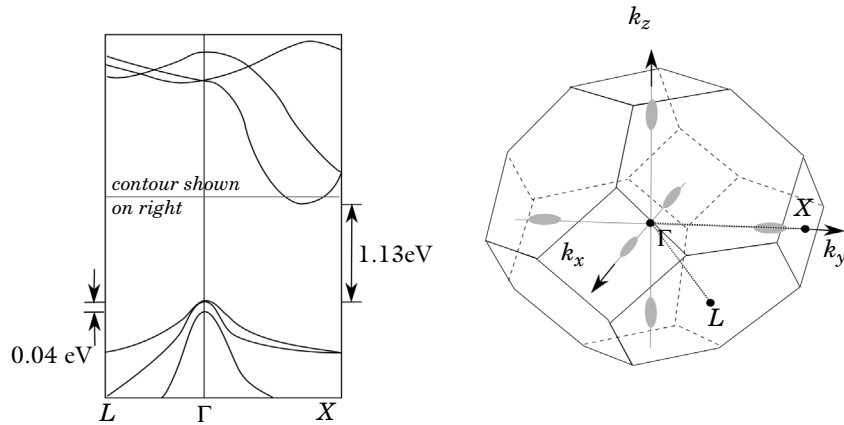 contour shown
on right
1.13eV
0.04 eV
L Γ X
k_z
X
k_y
Γ
k_x
L